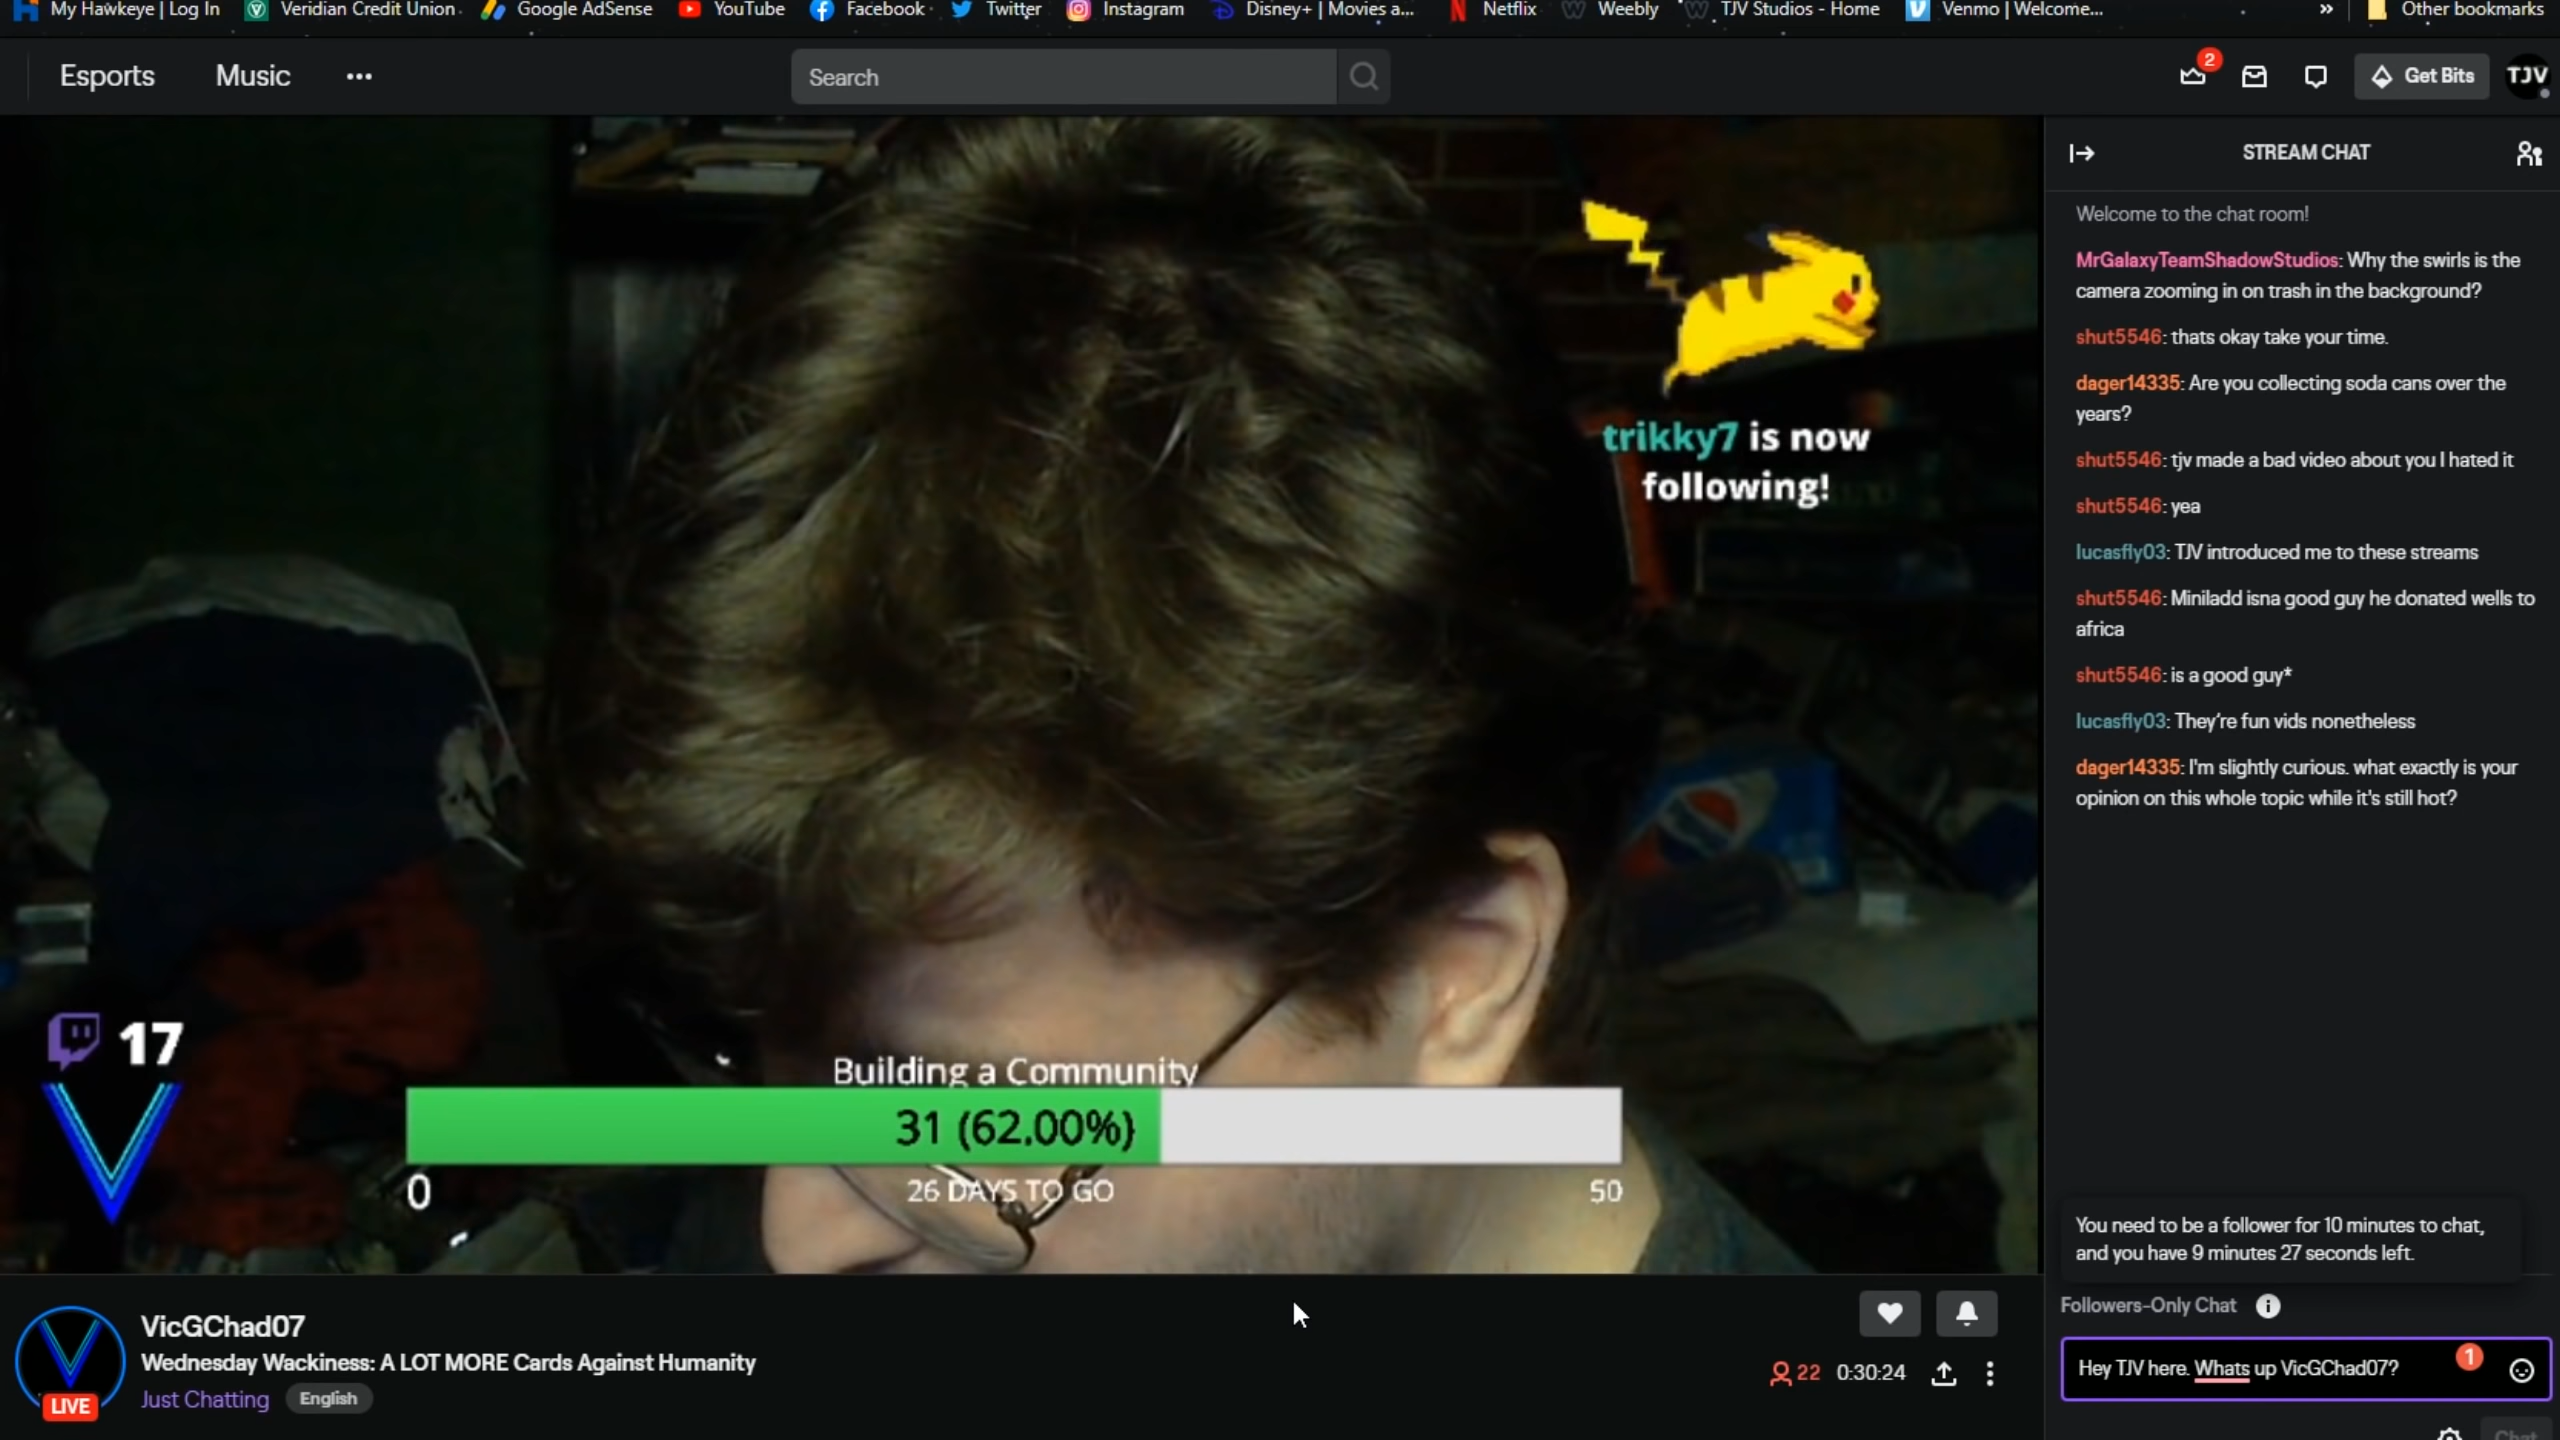 My Hawkeye | Log In
Veridian Credit Union
Google AdSense
YouTube
Facebook
Twitter
Instagram
Disney+ | Movies a...
Netflix
Weebly
TJV Studios - Home
Venmo | Welcome...
»
Other bookmarks
Esports
Music
Search
2
Get Bits
TJV
STREAM CHAT
Welcome to the chat room!
MrGalaxyTeamShadowStudios: Why the swirls is the
camera zooming in on trash in the background?
shut5546: thats okay take your time.
dager14335: Are you collecting soda cans over the
years?
shut5546: tjv made a bad video about you I hated it
shut5546: yea
lucasfly03: TJV introduced me to these streams
shut5546: Miniladd isna good guy he donated wells to
africa
shut5546: is a good guy*
lucasfly03: They're fun vids nonetheless
dager14335: I'm slightly curious. what exactly is your
opinion on this whole topic while it's still hot?
You need to be a follower for 10 minutes to chat,
and you have 9 minutes 27 seconds left.
Followers-Only Chat
Hey TJV here. Whats up VicGChad07?
1
Chat
trikky7 is now
following!
17
Building a Community
31 (62.00%)
0
26 DAYS TO GO
50
VicGChad07
Wednesday Wackiness: A LOT MORE Cards Against Humanity
Just Chatting
English
LIVE
22
0:30:24